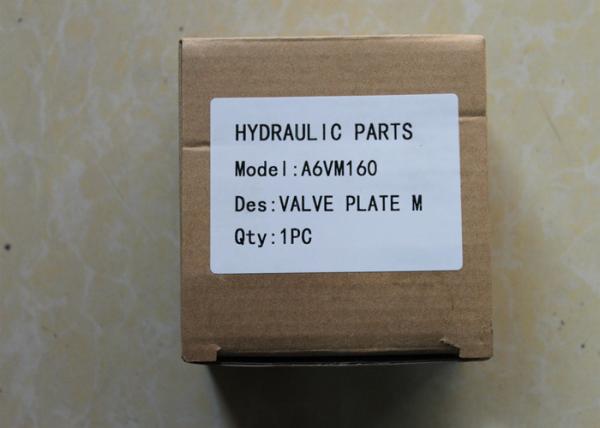 HYDRAULIC PARTS
Model:A6VM160
Des:VALVE PLATE M
Qty:1PC